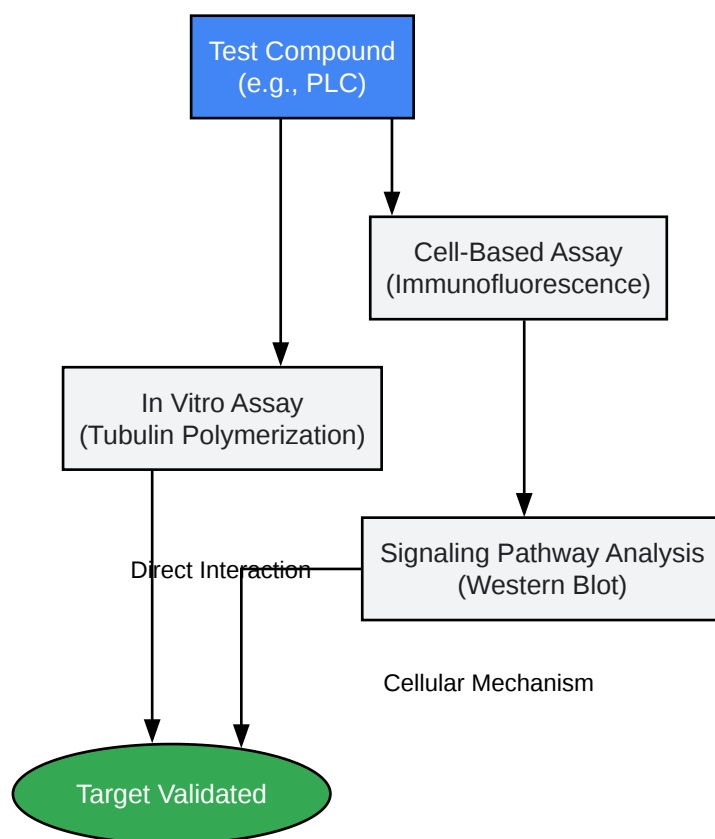 Test Compound
(e.g., PLC)
Cell-Based Assay
(Immunofluorescence)
In Vitro Assay
(Tubulin Polymerization)
Signaling Pathway Analysis
(Western Blot)
Direct Interaction
Cellular Mechanism
Target Validated